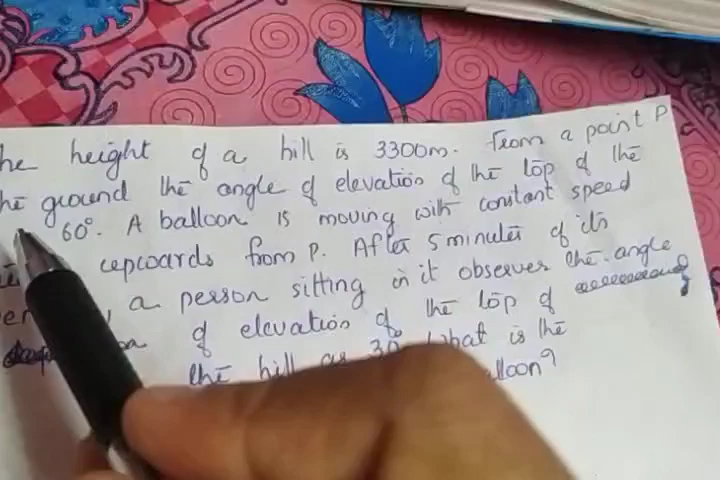 he height of a hill is 3300m. From a point P
he ground the angle of elevation of the top of the
60°. A balloon is moving with constant speed
upwards from P. After 5 minutes of its
a person sitting in it observes the angle
of elevation of the top of
the hill as 30 what is the
lloon?